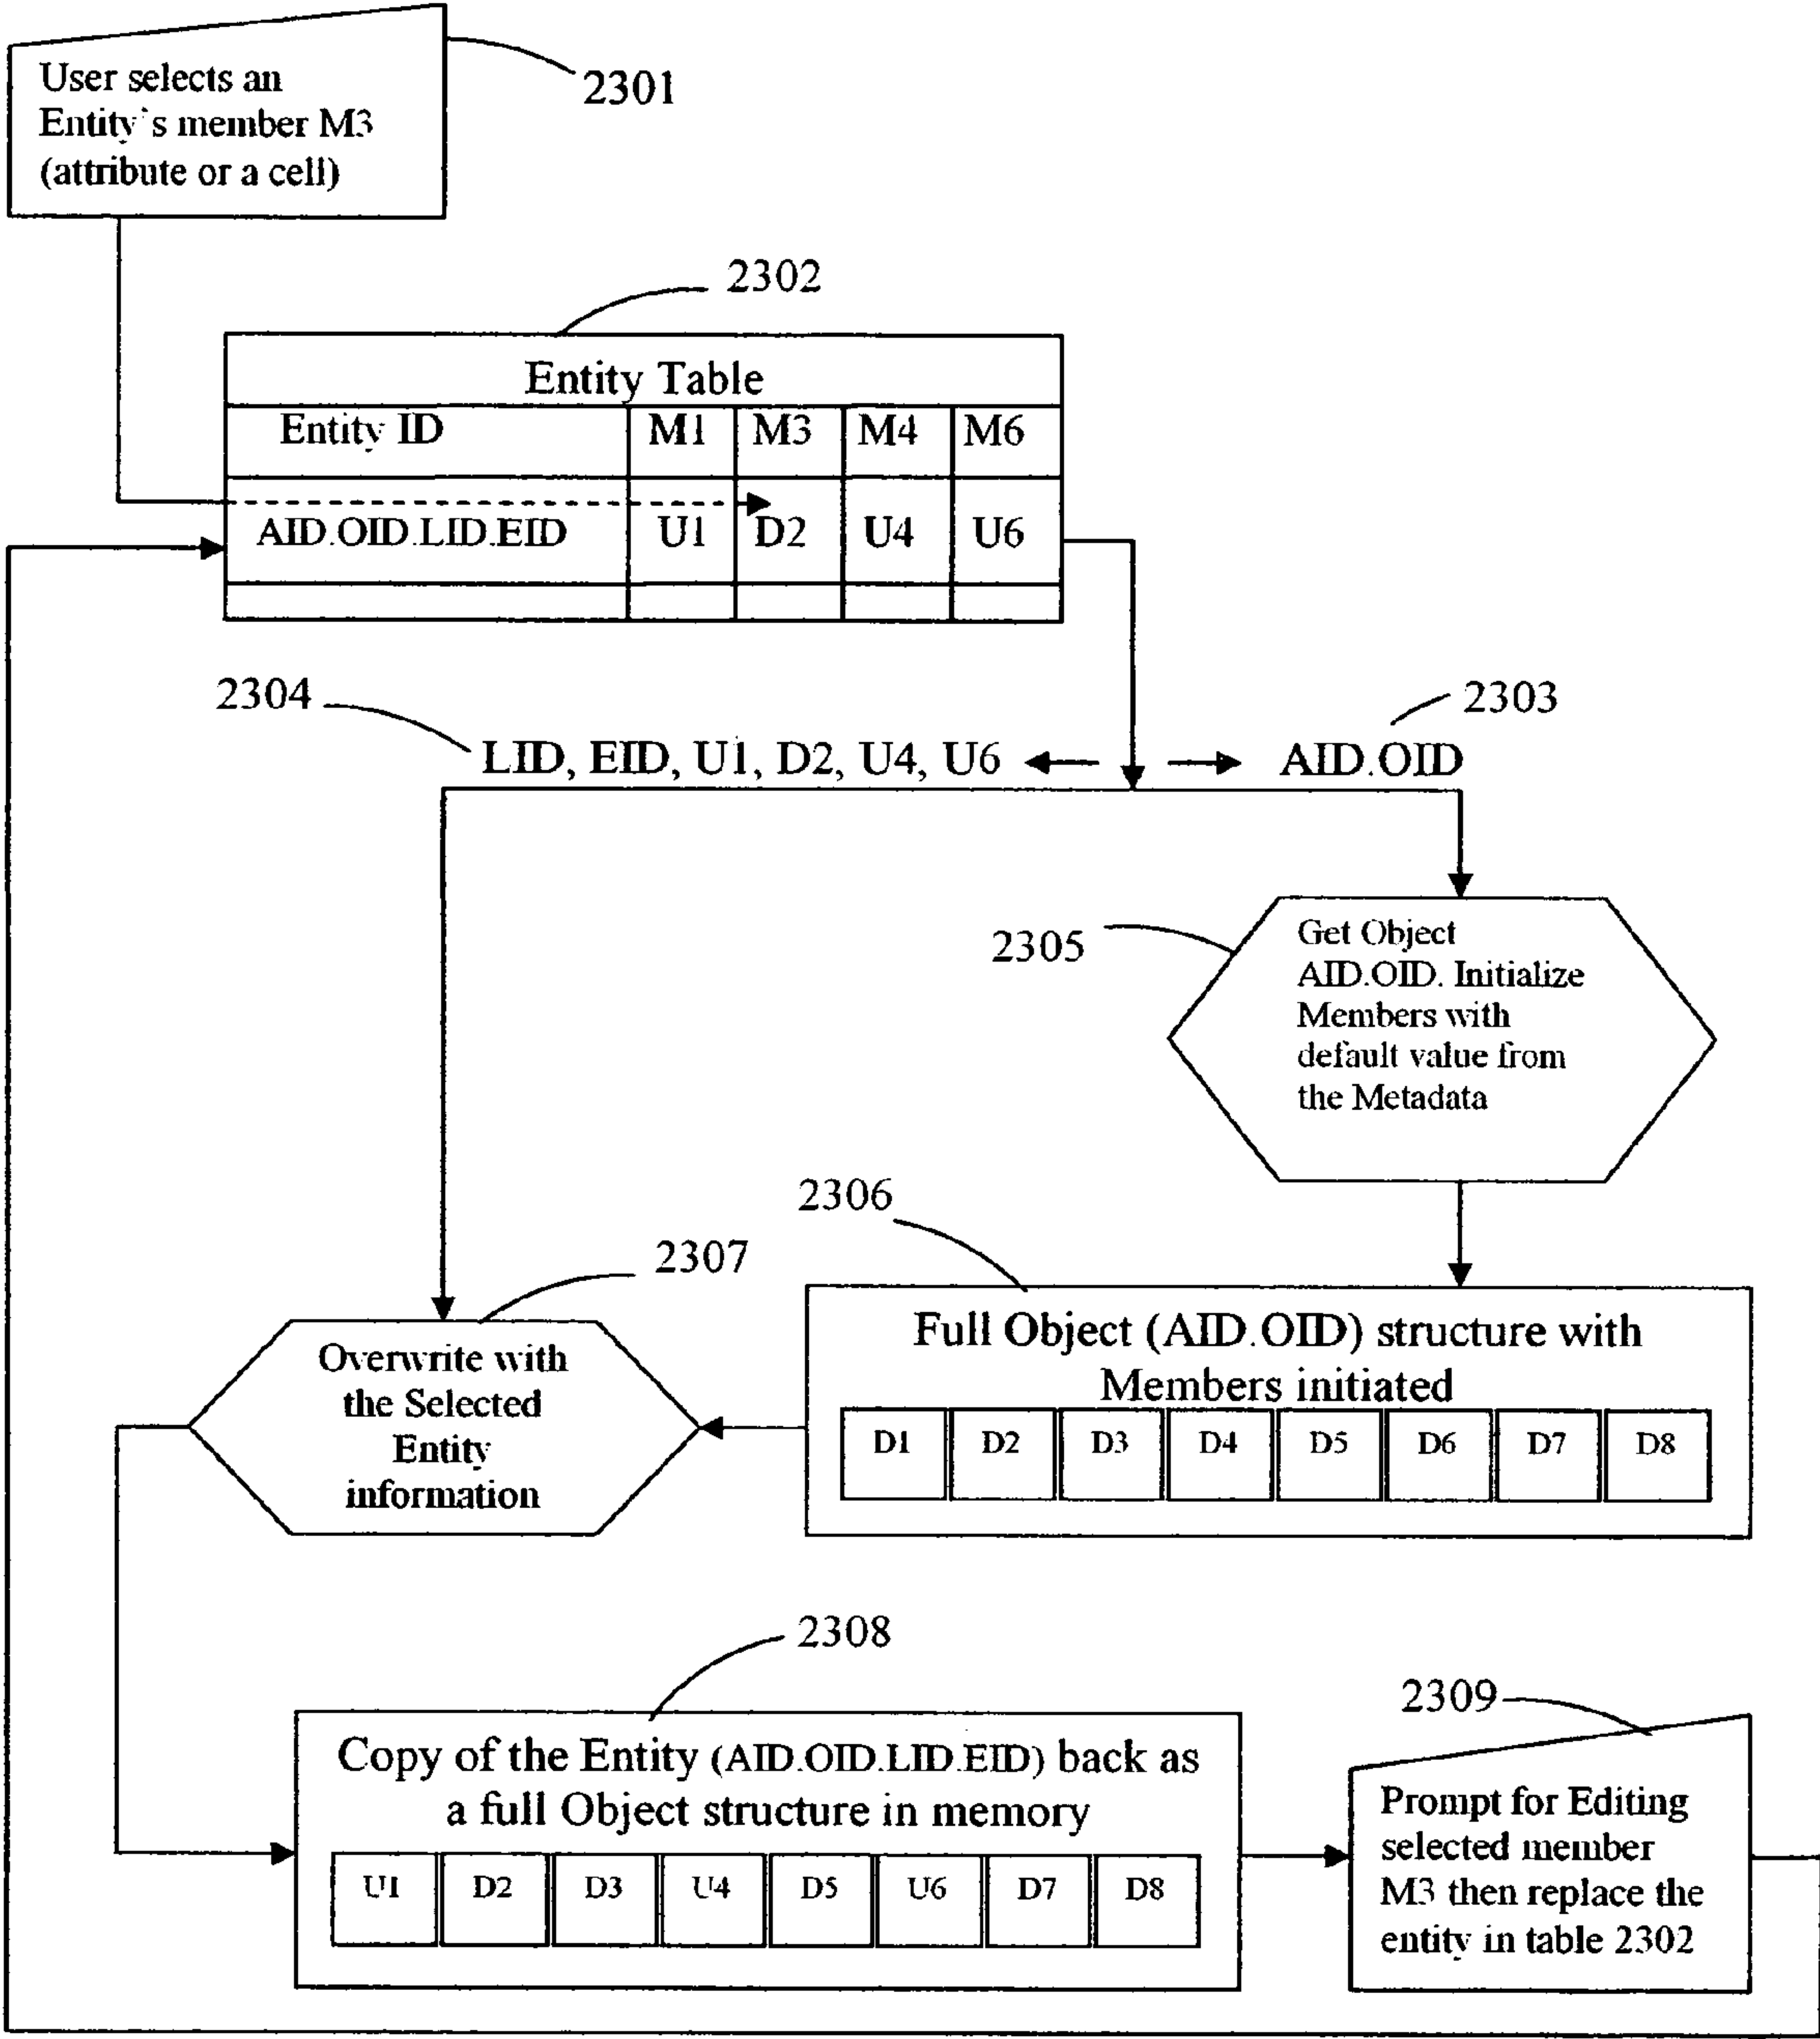 User selects an
Entity's member M3
(attribute or a cell)
2301
2302
Entity Table
Entity ID M1 M3 M4 M6
AID.OID.LID.EID U1 D2 U4 U6
2304
2303
LID, EID, U1, D2, U4, U6
AID.OID
2305
Get Object
AID.OID. Initialize
Members with
default value from
the Metadata
2306
2307
Full Object (AID.OID) structure with
Members initiated
D1 D2 D3 D4 D5 D6 D7 D8
Overwrite with
the Selected
Entity
information
2308
2309
Copy of the Entity (AID.OID.LID.EID) back as
a full Object structure in memory
U1 D2 D3 U4 D5 U6 D7 D8
Prompt for Editing
selected member
M3 then replace the
entity in table 2302